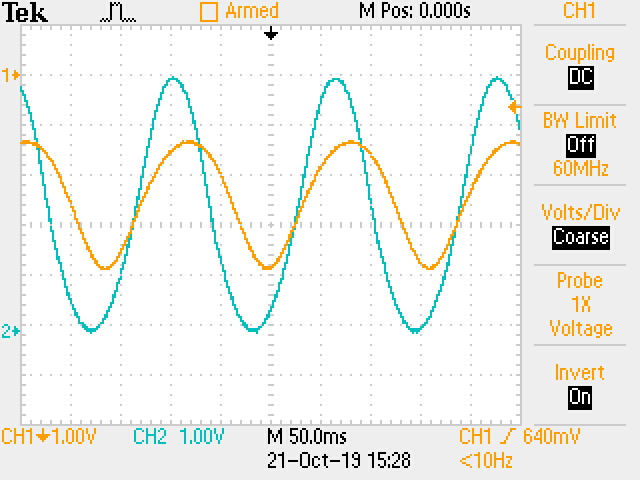 Tek Armed M Pos: 0.000s CH1
Coupling
DC
BW Limit
Off
60MHz
Volts/Div
Coarse
Probe
1X
Voltage
Invert
On
1
2
CH1 1.00V CH2 1.00V M 50.0ms CH1 640mV
21-Oct-19 15:28 <10Hz